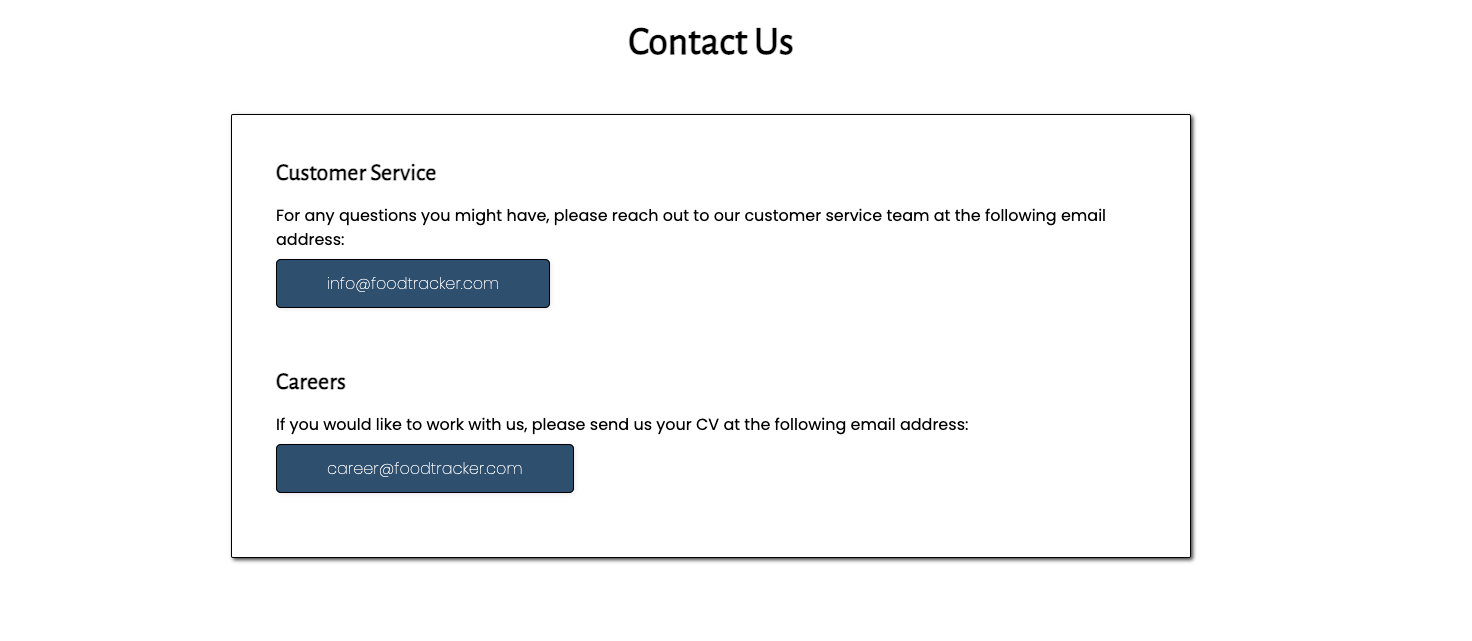 Contact Us
Customer Service
For any questions you might have, please reach out to our customer service team at the following email
address:
info@foodtracker.com
Careers
If you would like to work with us, please send us your CV at the following email address:
career@foodtracker.com